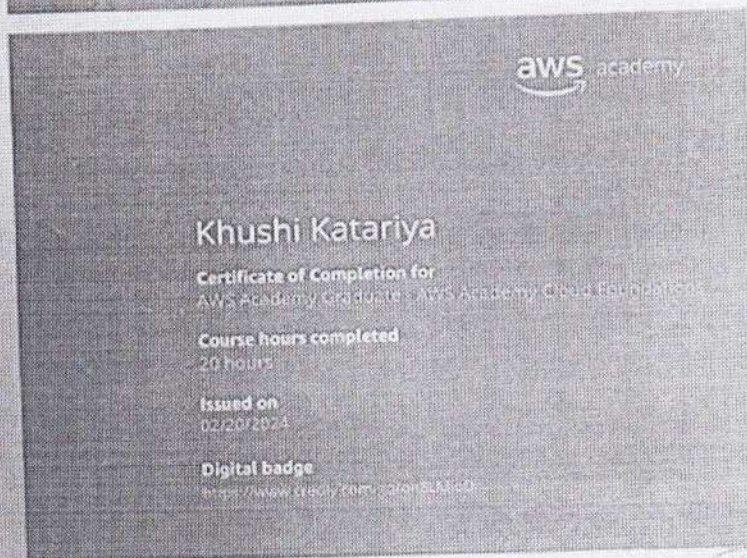 aws academy
Khushi Katariya
Certificate of Completion for
AWS Academy Graduate - AWS Academy Cloud Foundations
Course hours completed
20 hours
Issued on
02/20/2024
Digital badge